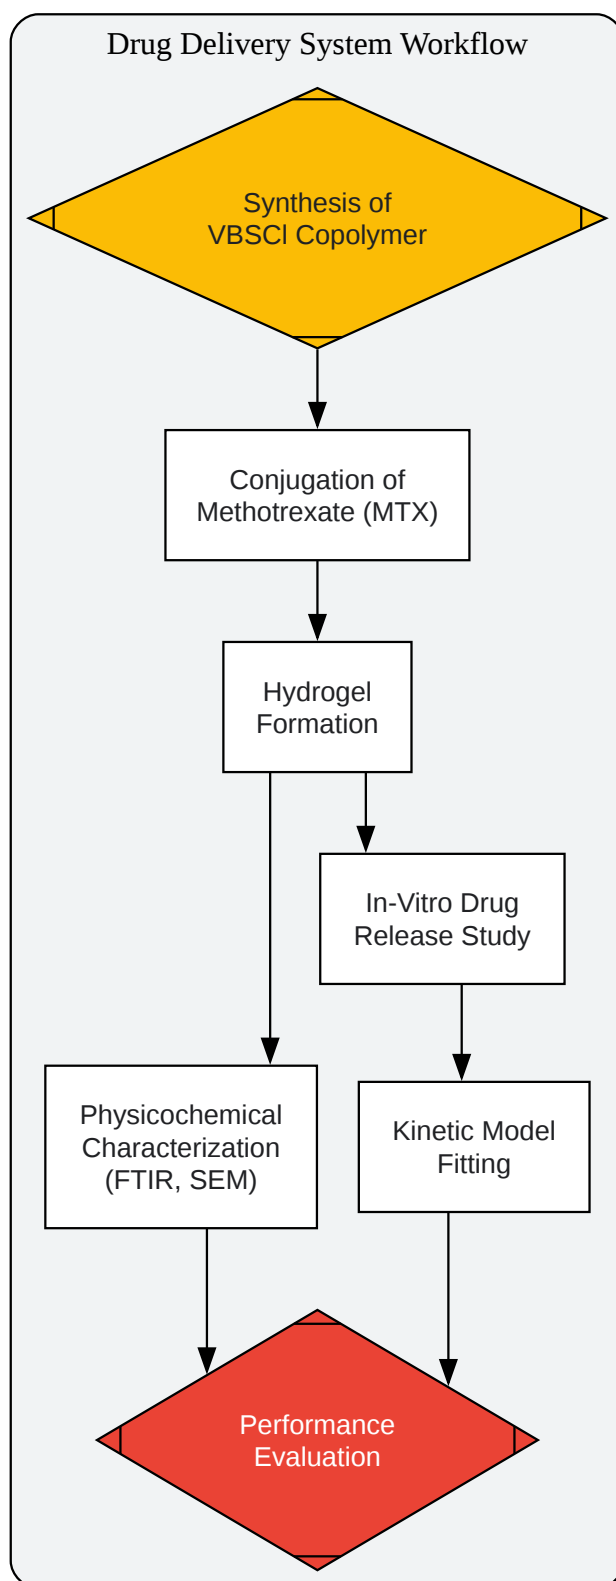 Drug Delivery System Workflow
Synthesis of
VBSCl Copolymer
Conjugation of
Methotrexate (MTX)
Hydrogel
Formation
In-Vitro Drug
Release Study
Physicochemical
Characterization
(FTIR, SEM)
Kinetic Model
Fitting
Performance
Evaluation